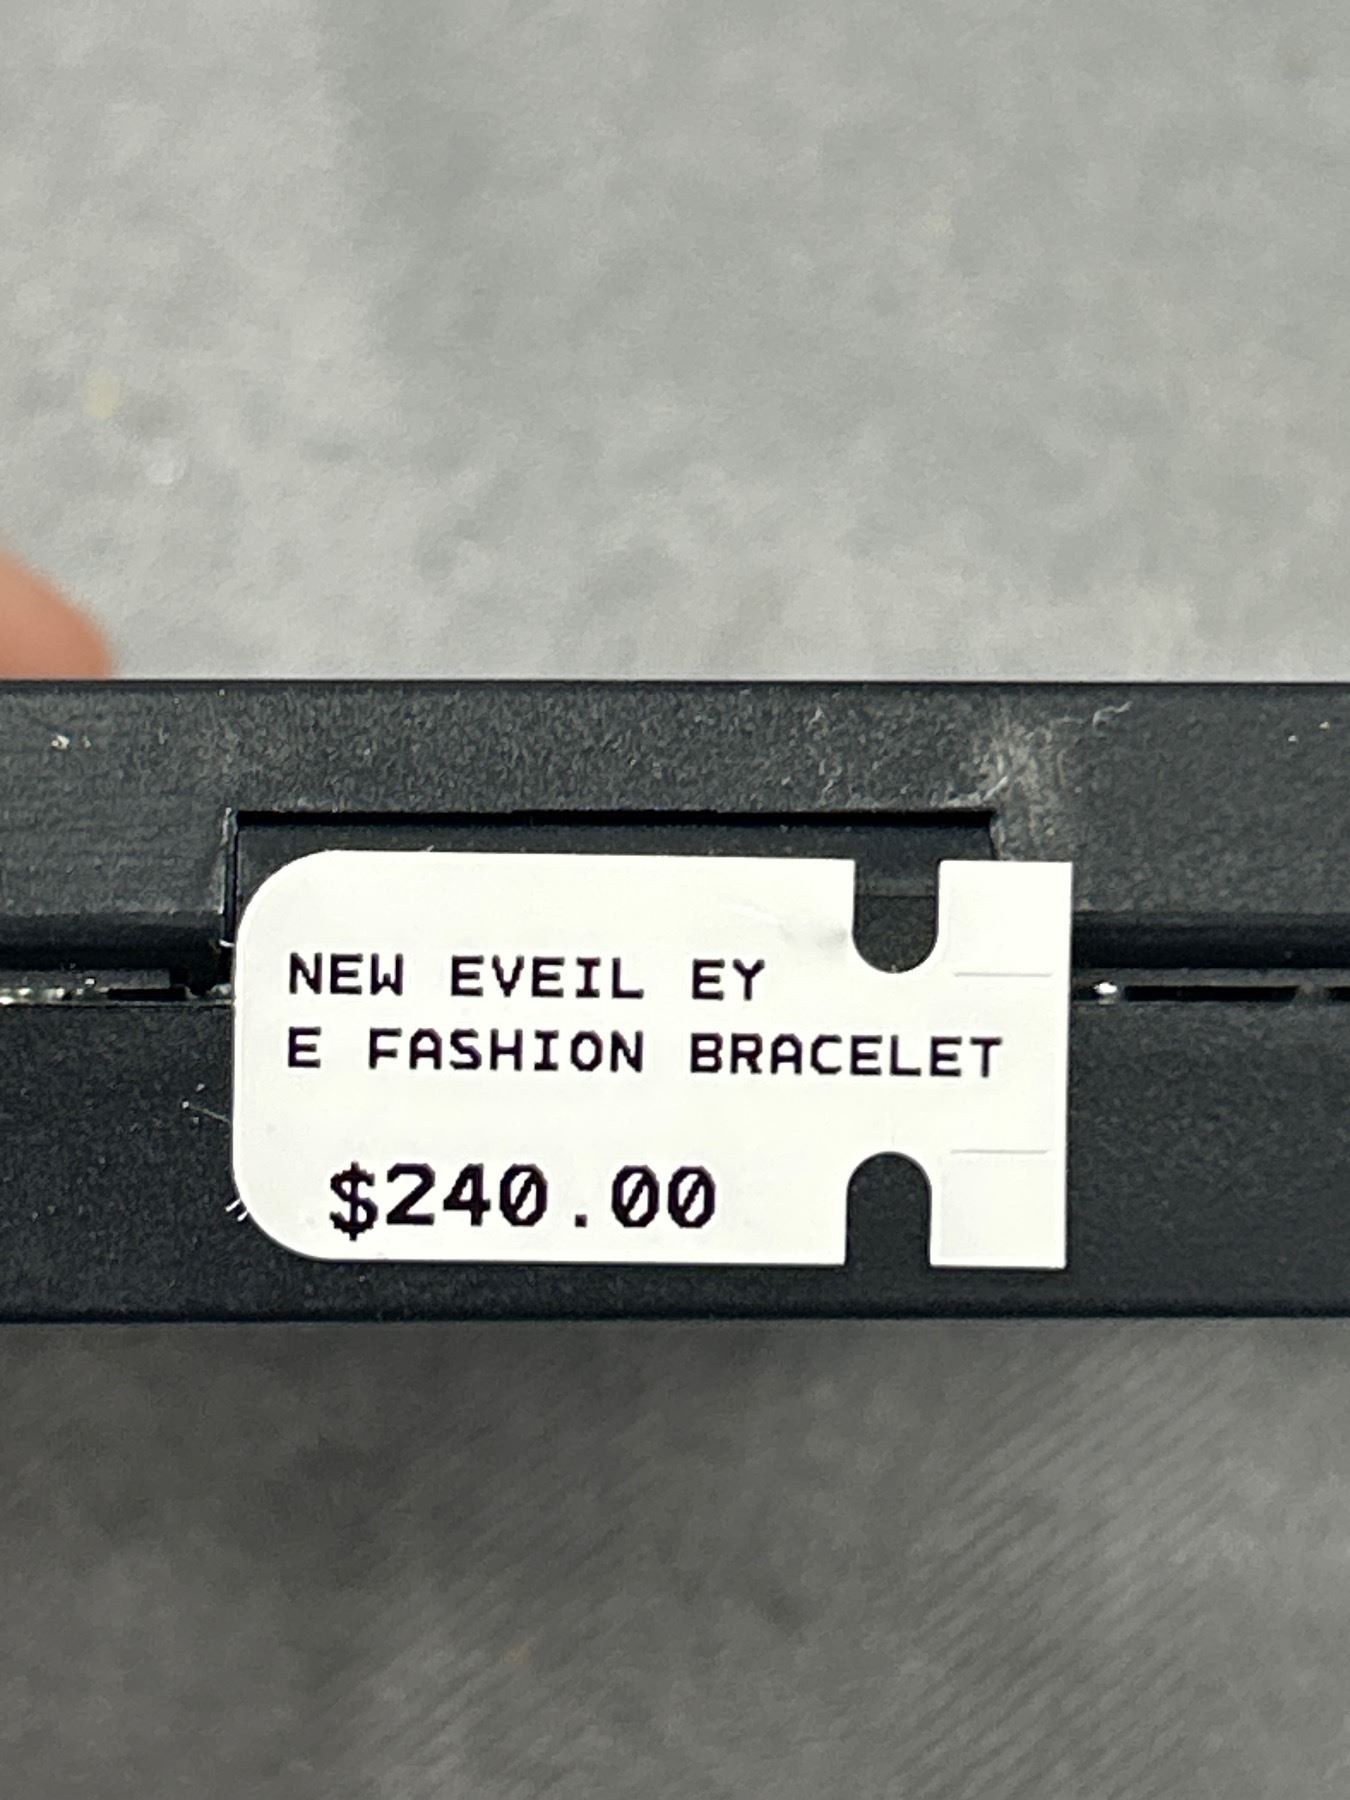 NEW EVEIL EY
E FASHION BRACELET
$240.00